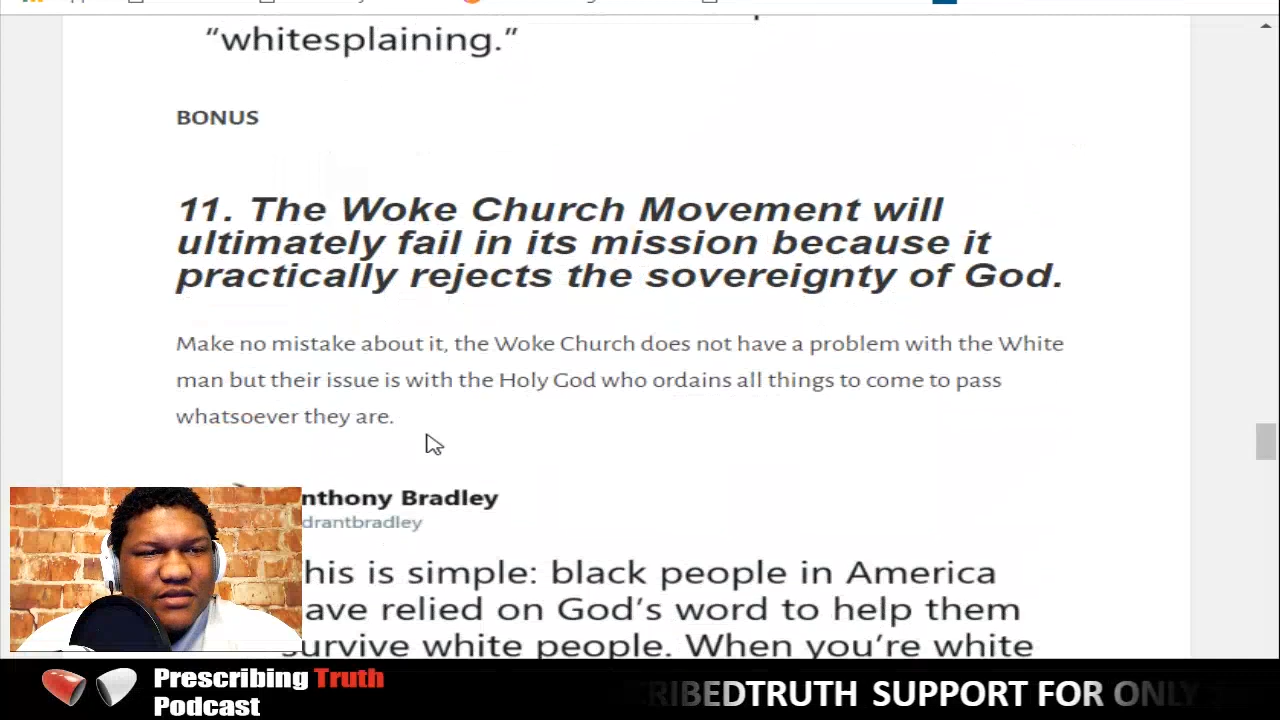 “whitesplaining.”
BONUS
11. The Woke Church Movement will
ultimately fail in its mission because it
practically rejects the sovereignty of God.
Make no mistake about it, the Woke Church does not have a problem with the White
man but their issue is with the Holy God who ordains all things to come to pass
whatsoever they are.
nthony Bradley
drantbradley
his is simple: black people in America
ave relied on God’s word to help them
survive white people. When you’re white
Prescribing Truth
Podcast
RIBEDTRUTH SUPPORT FOR ONLY